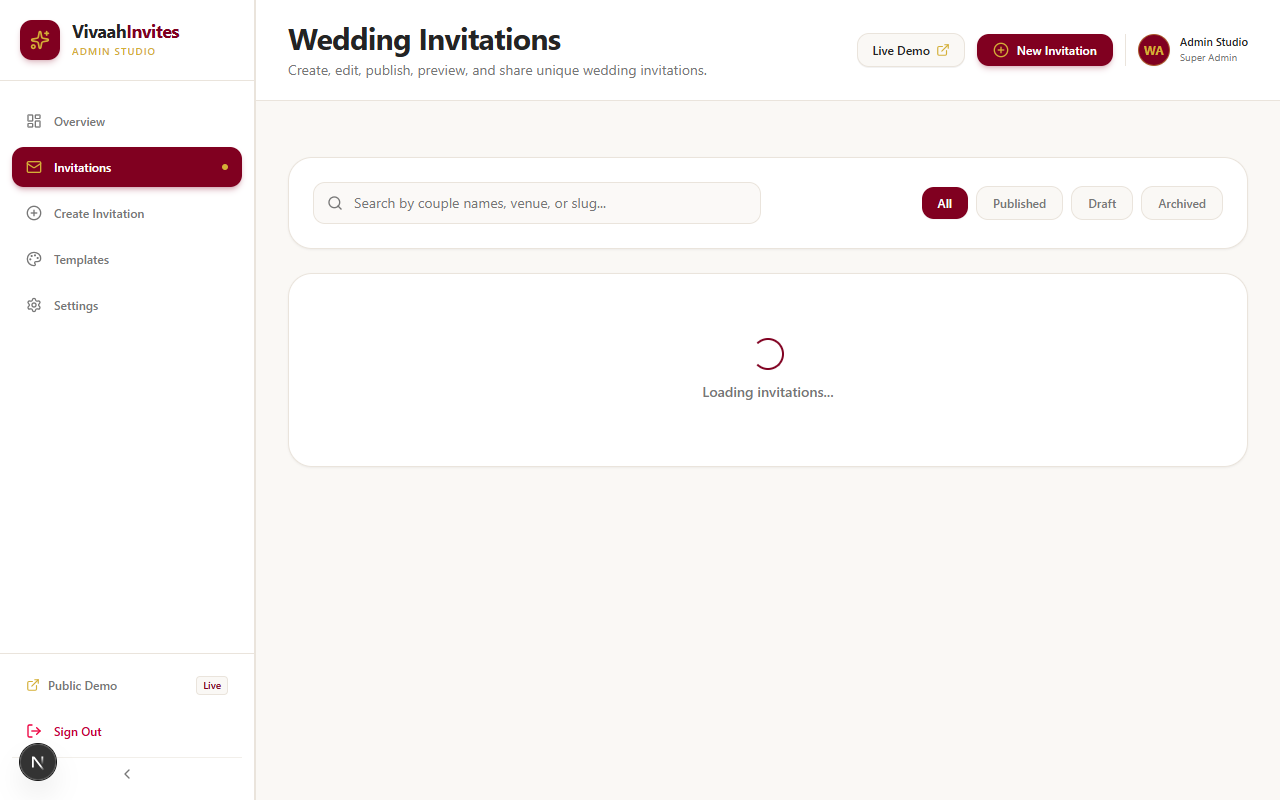 VivaahInvites
ADMIN STUDIO
Overview
Invitations
Create Invitation
Templates
Settings
Public Demo
Live
Sign Out
N
Wedding Invitations
Create, edit, publish, preview, and share unique wedding invitations.
Live Demo
New Invitation
WA
Admin Studio
Super Admin
Search by couple names, venue, or slug...
All
Published
Draft
Archived
Loading invitations...